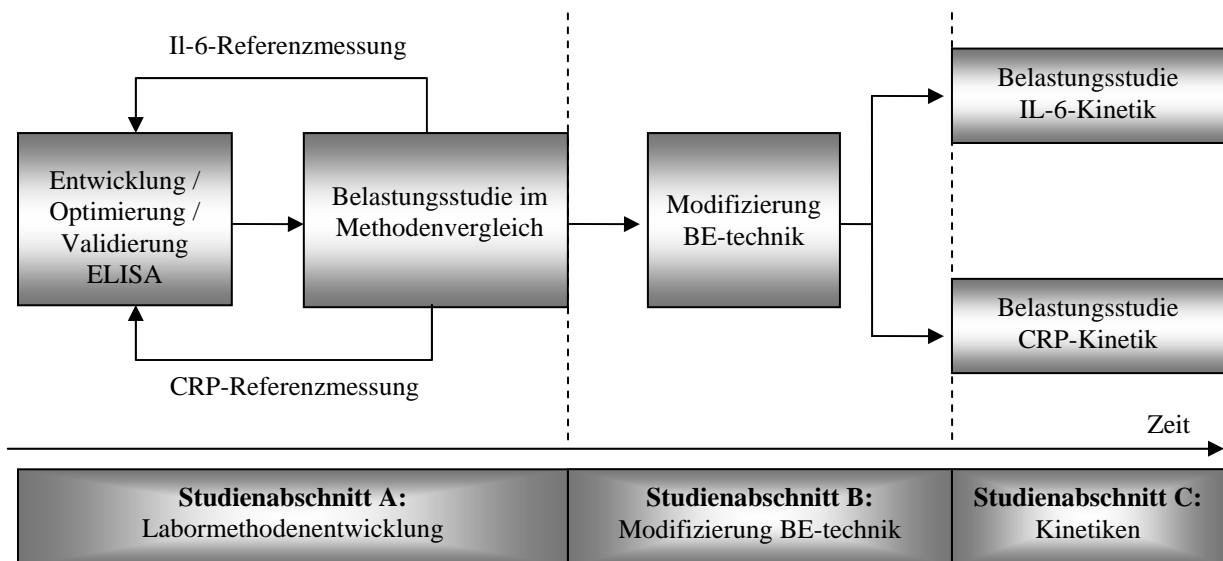 Il-6-Referenzmessung
Entwicklung /
Optimierung /
Validierung
ELISA
Belastungsstudie im
Methodenvergleich
CRP-Referenzmessung
Modifizierung
BE-technik
Belastungsstudie
IL-6-Kinetik
Belastungsstudie
CRP-Kinetik
Zeit
Studienabschnitt A:
Labormethodenentwicklung
Studienabschnitt B:
Modifizierung BE-technik
Studienabschnitt C:
Kinetiken